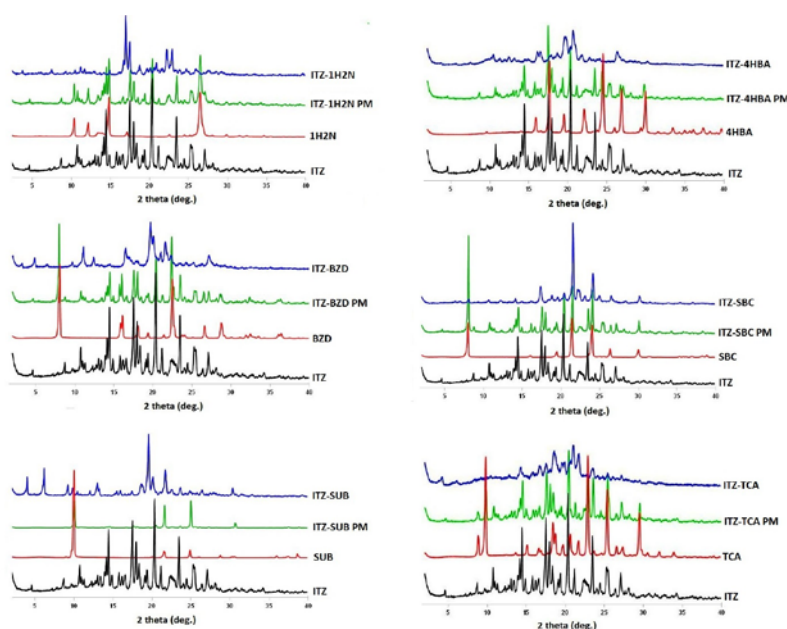 ITZ-1H2N
ITZ-1H2N PM
1H2N
ITZ
5 10 15 20 25 30 35 40
2 theta (deg.)
ITZ-4HBA
ITZ-4HBA PM
4HBA
ITZ
5 10 15 20 25 30 35 40
2 theta (deg.)
ITZ-BZD
ITZ-BZD PM
BZD
ITZ
5 10 15 20 25 30 35 40
2 theta (deg.)
ITZ-SBC
ITZ-SBC PM
SBC
ITZ
5 10 15 20 25 30 35 40
2 theta (deg.)
ITZ-SUB
ITZ-SUB PM
SUB
ITZ
5 10 15 20 25 30 35 40
2 theta (deg.)
ITZ-TCA
ITZ-TCA PM
TCA
ITZ
5 10 15 20 25 30 35 40
2 theta (deg.)